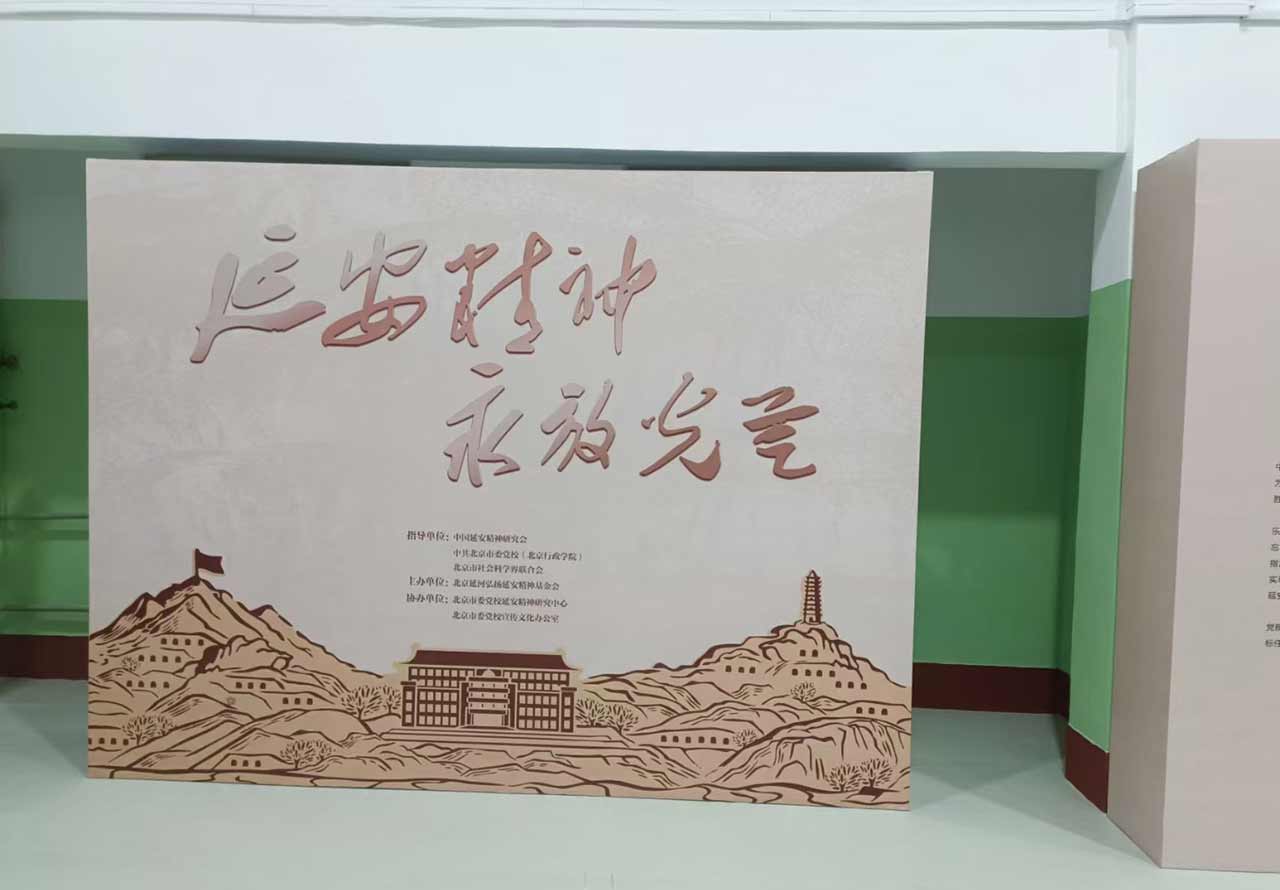 延安精神
永放光芒
指导单位：中国延安精神研究会
中共北京市委党校（北京行政学院）
北京市社会科学界联合会
主办单位：北京延河弘扬延安精神基金会
协办单位：北京市委党校延安精神研究中心
北京市委党校宣传文化办公室